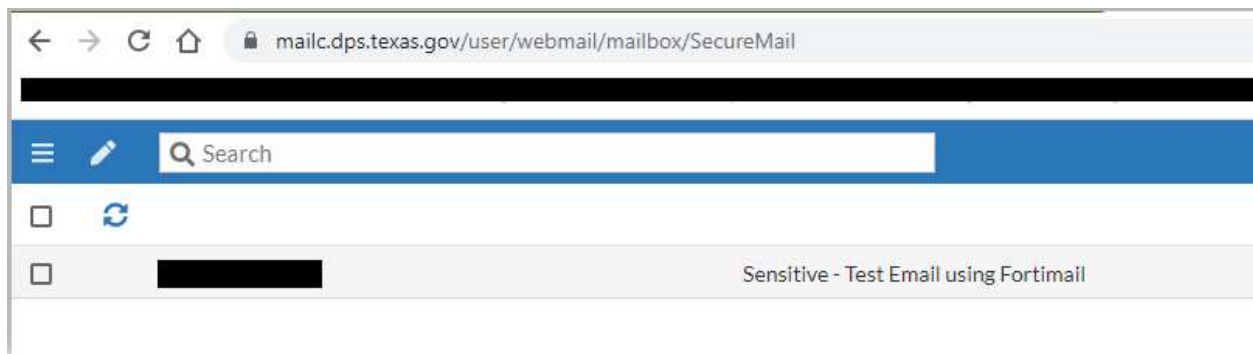 mailc.dps.texas.gov/user/webmail/mailbox/SecureMail
Search
Sensitive - Test Email using Fortimail